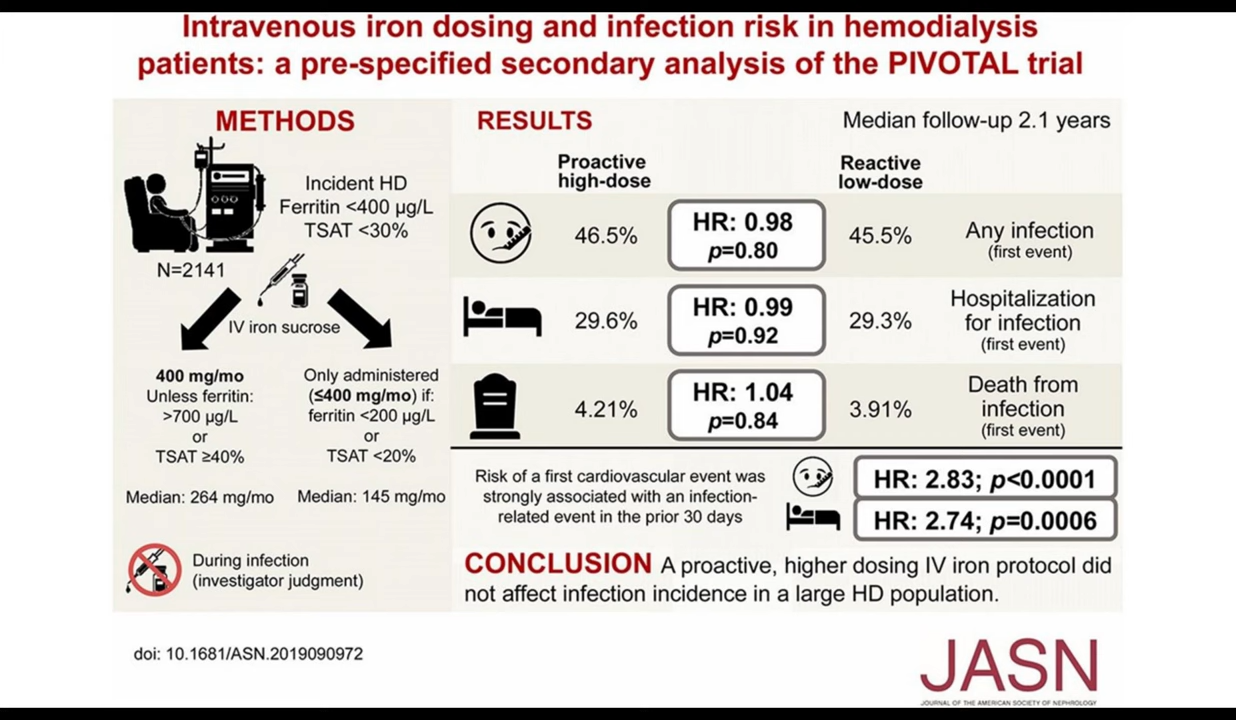 Intravenous iron dosing and infection risk in hemodialysis
patients: a pre-specified secondary analysis of the PIVOTAL trial
METHODS
Incident HD
Ferritin <400 µg/L
TSAT <30%
N=2141
IV iron sucrose
400 mg/mo
Unless ferritin:
>700 µg/L
or
TSAT ≥40%
Median: 264 mg/mo
Only administered
(≤400 mg/mo) if:
ferritin <200 µg/L
or
TSAT <20%
Median: 145 mg/mo
During infection
(investigator judgment)
RESULTS
Median follow-up 2.1 years
Proactive
high-dose
Reactive
low-dose
46.5%
HR: 0.98
p=0.80
45.5%
Any infection
(first event)
29.6%
HR: 0.99
p=0.92
29.3%
Hospitalization
for infection
(first event)
4.21%
HR: 1.04
p=0.84
3.91%
Death from
infection
(first event)
Risk of a first cardiovascular event was
strongly associated with an infection-
related event in the prior 30 days
HR: 2.83; p<0.0001
HR: 2.74; p=0.0006
CONCLUSION A proactive, higher dosing IV iron protocol did
not affect infection incidence in a large HD population.
doi: 10.1681/ASN.2019090972
JASN
JOURNAL OF THE AMERICAN SOCIETY OF NEPHROLOGY